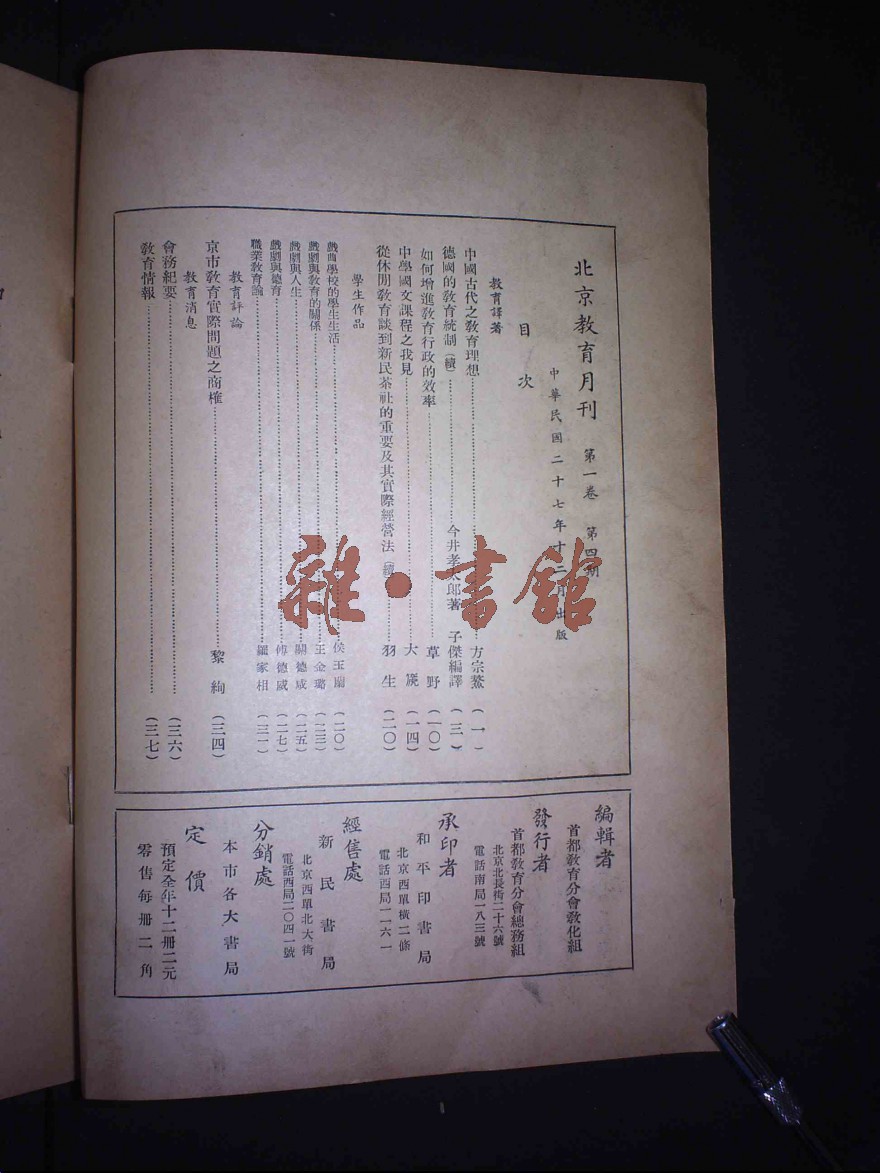 北京教育月刊 第一卷 第四期
中華民國二十七年十二月出版
目次
教育譯著
中國古代之教育理想 方宗鰲 (一)
德國的教育統制(續) 今井孝太郎著 子傑編譯 (三)
如何增進教育行政的效率 草野 (一〇)
中學國文課程之我見 大 (一四)
從休閒教育談到新民茶社的重要及其實際經營法(續) 羽生 (二〇)
學生作品
戲曲學校的學生生活 侯玉蘭 (二〇)
戲劇與教育的關係 王金璐 (二三)
戲劇與人生 關德咸 (二五)
戲劇與德育 傅德威 (二七)
職業教育論 羅家相 (三一)
教育評論
京市教育實際問題之商榷 黎絢 (三四)
教育消息
會務紀要 (三六)
教育情報 (三七)
編輯者
首都教育分會教化組
發行者
首都教育分會總務組
北京北長街二十六號
電話南局一八三號
承印者
和平印書局
北京西單橫二條
電話西局一一六一
經售處
新民書局
北京西單北大街
電話西局二〇四一號
分銷處
本市各大書局
定價
預定全年十二冊二元
零售每冊二角
雜·書館